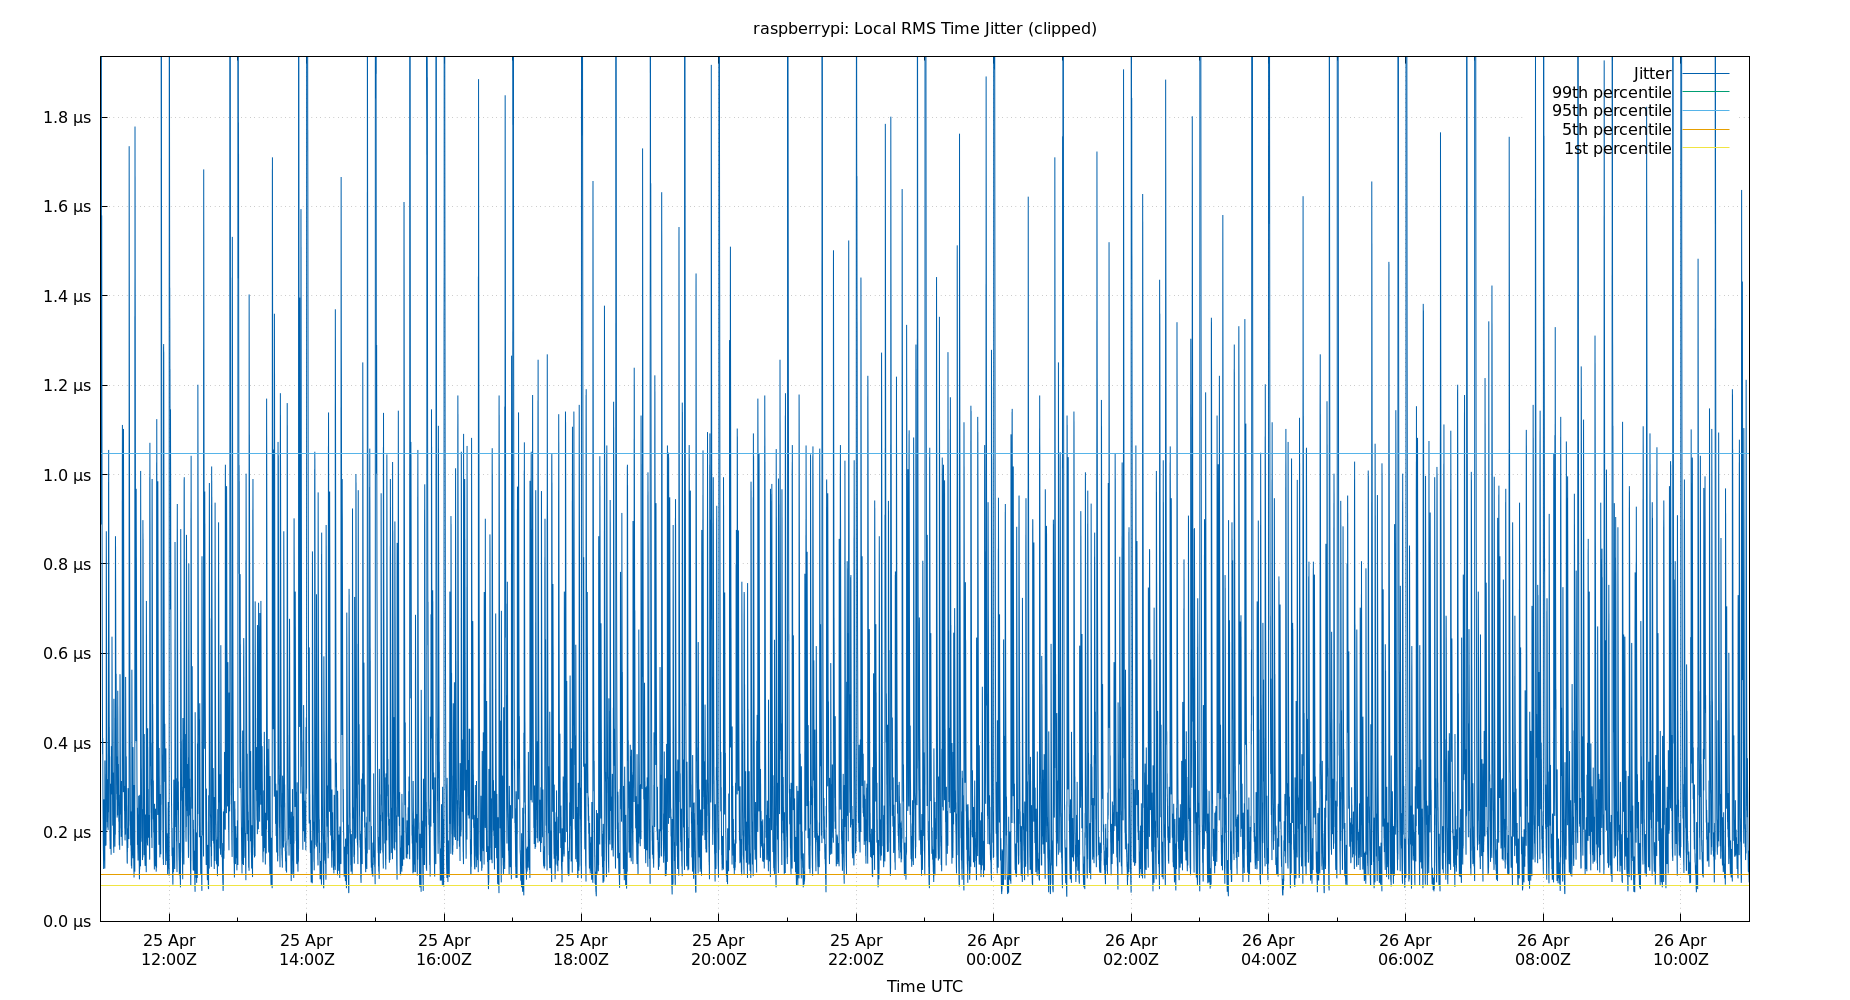 raspberrypi: Local RMS Time Jitter (clipped)
Jitter
99th percentile
95th percentile
5th percentile
1st percentile
1.8 µs
1.6 µs
1.4 µs
1.2 µs
1.0 µs
0.8 µs
0.6 µs
0.4 µs
0.2 µs
0.0 µs
25 Apr 25 Apr 25 Apr 25 Apr 25 Apr 25 Apr 26 Apr 26 Apr 26 Apr 26 Apr 26 Apr 26 Apr
12:00Z 14:00Z 16:00Z 18:00Z 20:00Z 22:00Z 00:00Z 02:00Z 04:00Z 06:00Z 08:00Z 10:00Z
Time UTC